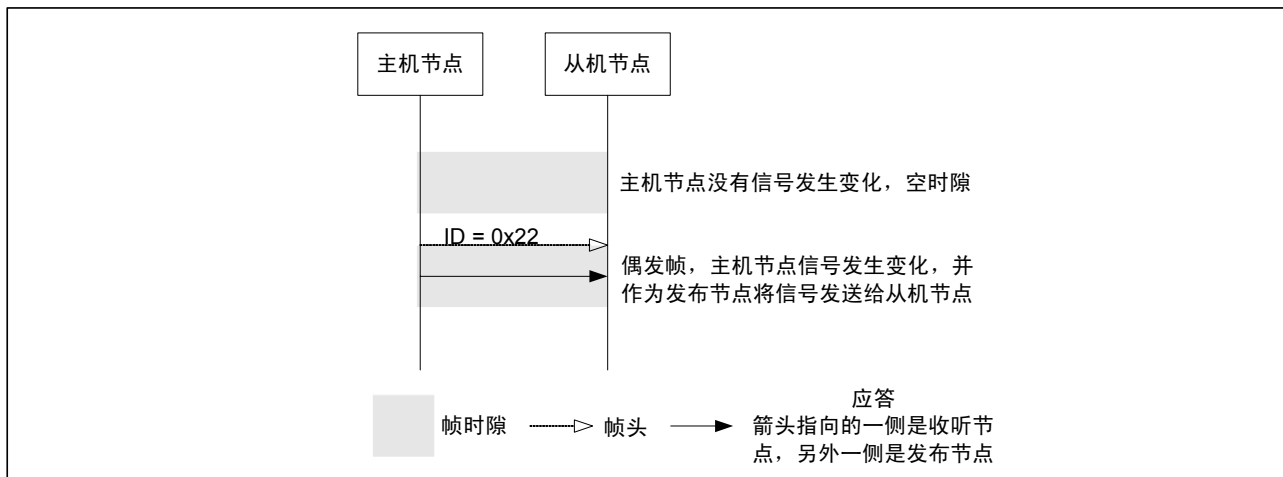 主机节点
从机节点
主机节点没有信号发生变化，空时隙
ID = 0x22
偶发帧，主机节点信号发生变化，并
作为发布节点将信号发送给从机节点
帧时隙
帧头
应答
箭头指向的一侧是收听节
点，另外一侧是发布节点